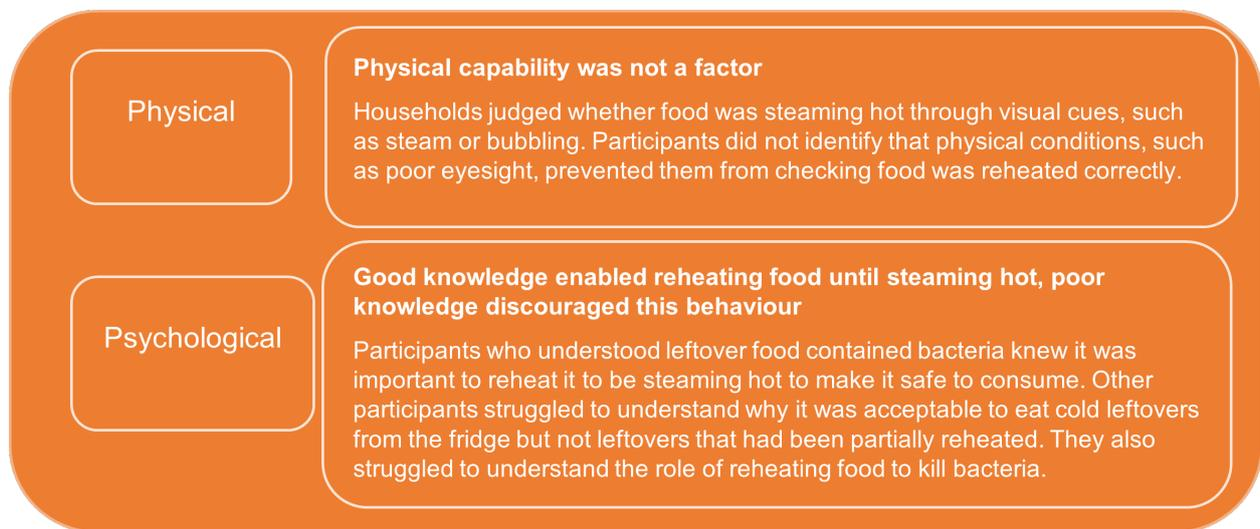 Physical
Physical capability was not a factor
Households judged whether food was steaming hot through visual cues, such
as steam or bubbling. Participants did not identify that physical conditions, such
as poor eyesight, prevented them from checking food was reheated correctly.
Psychological
Good knowledge enabled reheating food until steaming hot, poor
knowledge discouraged this behaviour
Participants who understood leftover food contained bacteria knew it was
important to reheat it to be steaming hot to make it safe to consume. Other
participants struggled to understand why it was acceptable to eat cold leftovers
from the fridge but not leftovers that had been partially reheated. They also
struggled to understand the role of reheating food to kill bacteria.